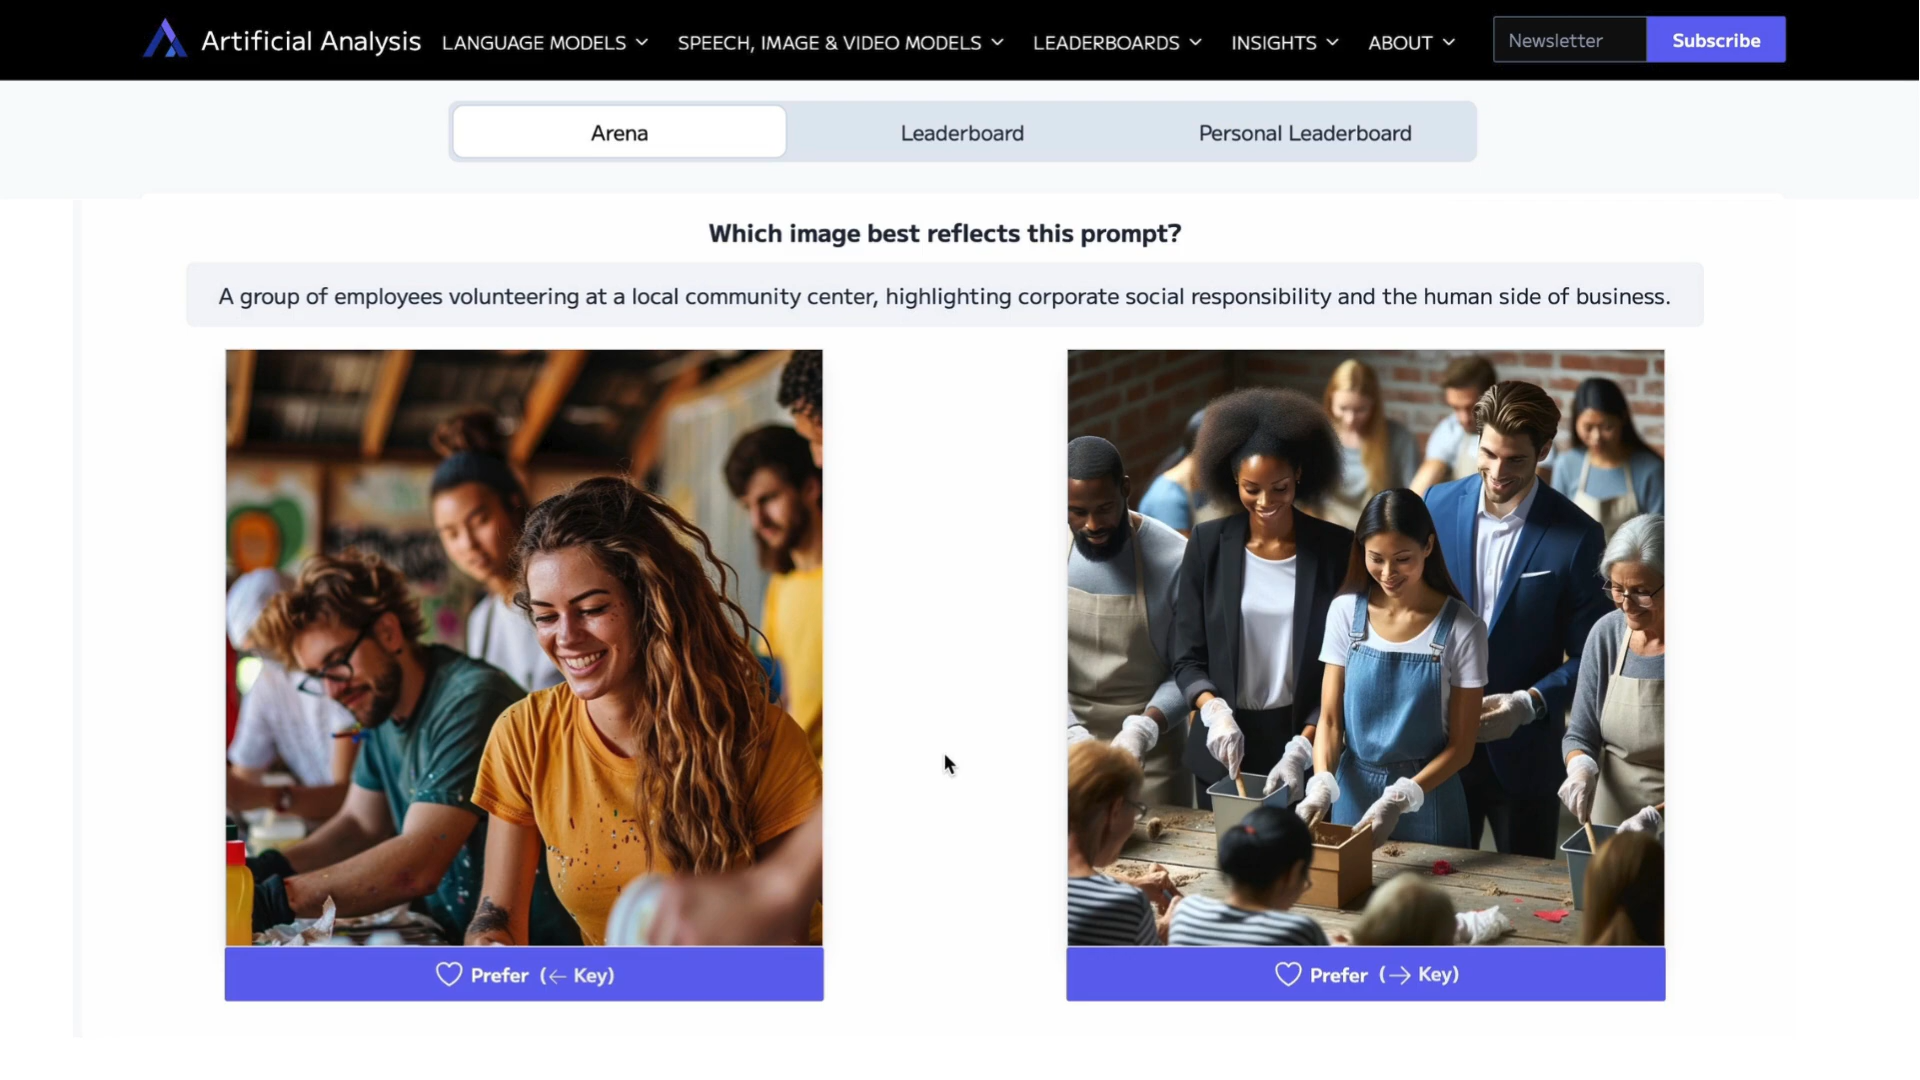 Artificial Analysis LANGUAGE MODELS SPEECH, IMAGE & VIDEO MODELS LEADERBOARDS INSIGHTS ABOUT Newsletter Subscribe
Arena Leaderboard Personal Leaderboard
Which image best reflects this prompt?
A group of employees volunteering at a local community center, highlighting corporate social responsibility and the human side of business.
Prefer (← Key) Prefer (→ Key)